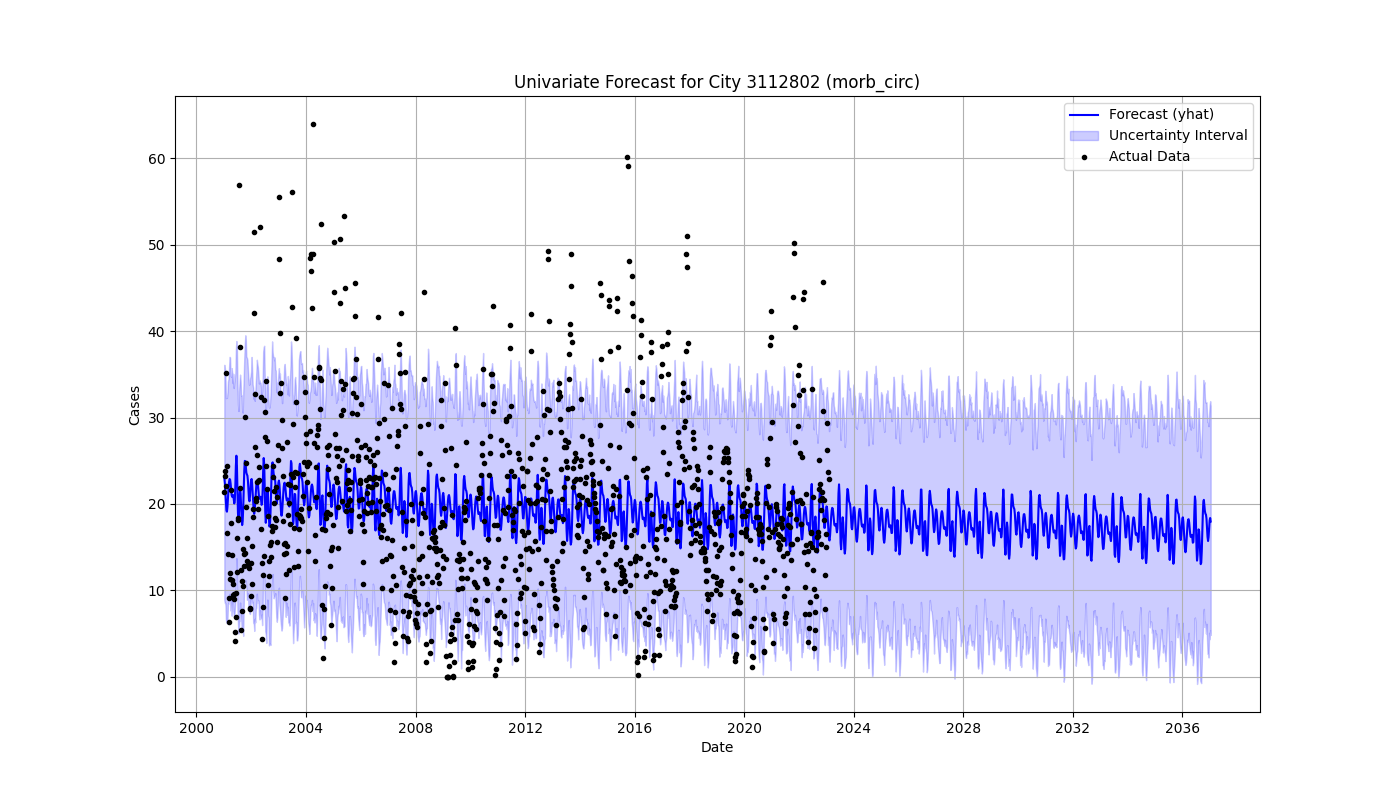 Univariate Forecast for City 3112802 (morb_circ)
Forecast (yhat)
Uncertainty Interval
Actual Data
Cases
60
50
40
30
20
10
0
2000 2004 2008 2012 2016 2020 2024 2028 2032 2036
Date